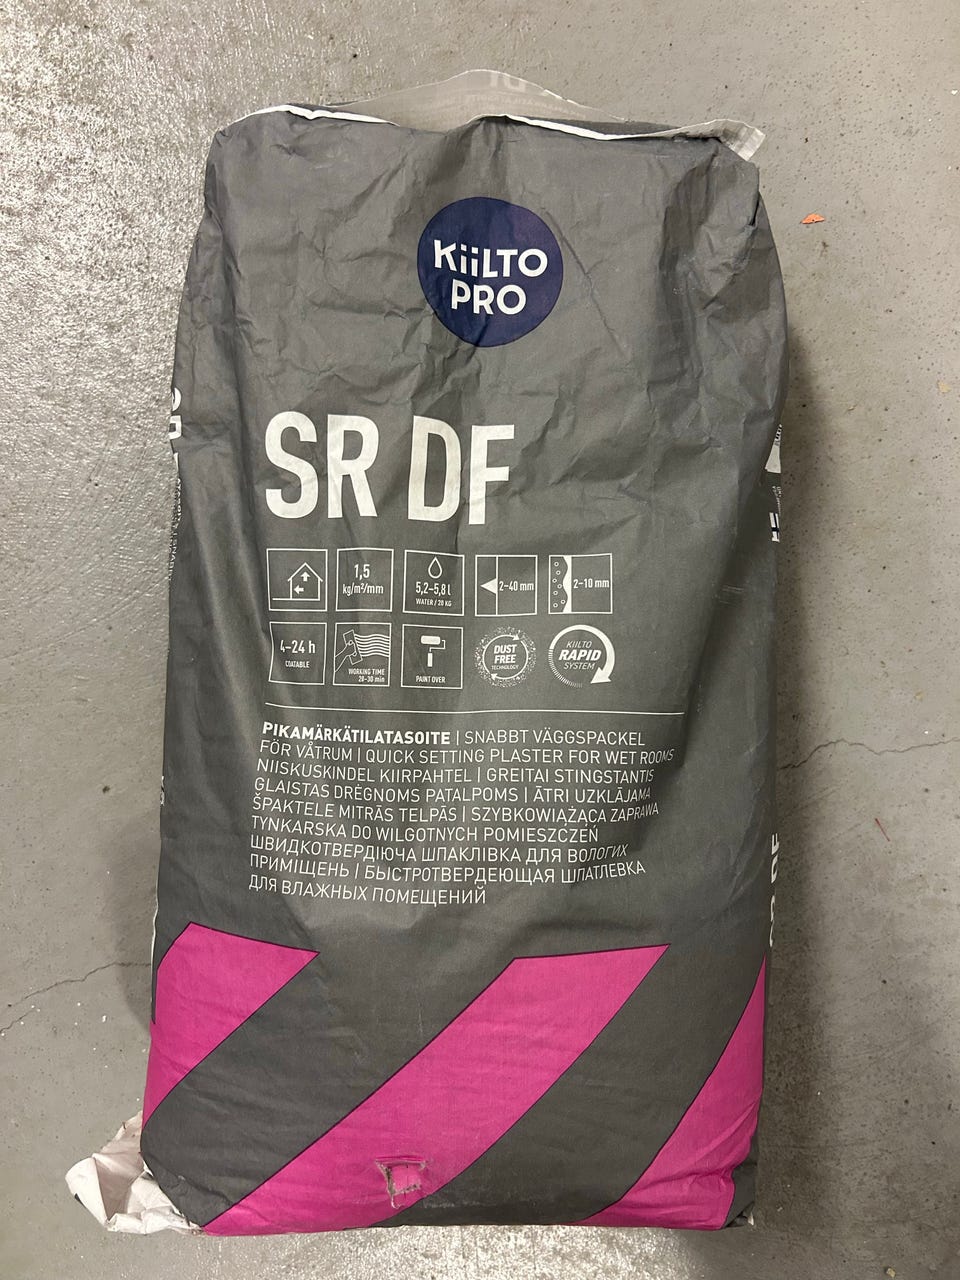 KiiLTO
PRO
SR DF
1,5
kg/m²/mm
5,2–5,8 l
WATER / 20 KG
2–40 mm
2–10 mm
4–24 h
COATABLE
WORKING TIME
20–30 min
PAINT OVER
DUST
FREE
TECHNOLOGY
KIILTO
RAPID
SYSTEM
PIKAMÄRKÄTILATASOITE | SNABBT VÄGGSPACKEL
FÖR VÅTRUM | QUICK SETTING PLASTER FOR WET ROOMS
NIISKUSKINDEL KIIRPAHTEL | GREITAI STINGSTANTIS
GLAISTAS DRĖGNOMS PATALPOMS | ĀTRI UZKLĀJAMA
ŠPAKTELE MITRĀS TELPĀS | SZYBKOWIĄŻĄCA ZAPRAWA
TYNKARSKA DO WILGOTNYCH POMIESZCZEŃ
ШВИДКОТВЕРДІЮЧА ШПАКЛІВКА ДЛЯ ВОЛОГИХ
ПРИМІЩЕНЬ | БЫСТРОТВЕРДЕЮЩАЯ ШПАТЛЕВКА
ДЛЯ ВЛАЖНЫХ ПОМЕЩЕНИЙ